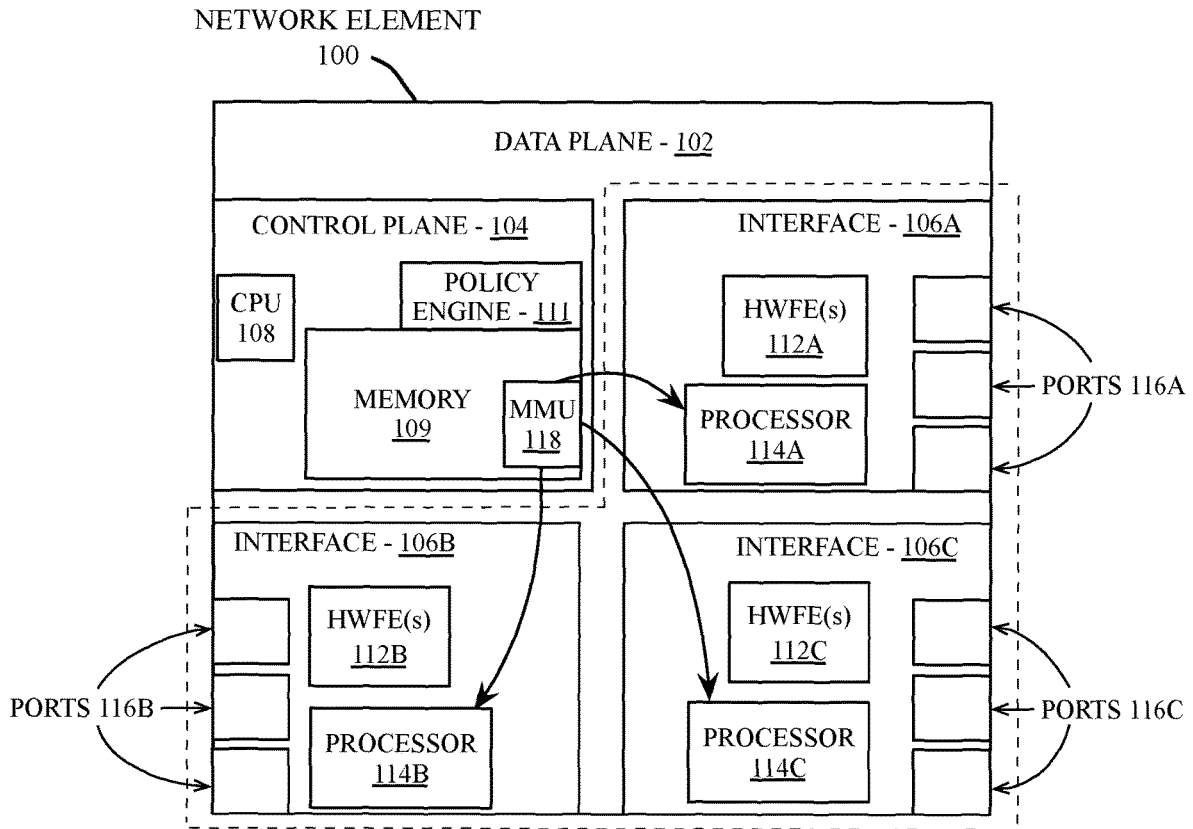 NETWORK ELEMENT
100
DATA PLANE - 102
CONTROL PLANE - 104
CPU
108
POLICY
ENGINE - 111
MEMORY
109
MMU
118
INTERFACE - 106A
HWFE(s)
112A
PROCESSOR
114A
PORTS 116A
INTERFACE - 106B
HWFE(s)
112B
PROCESSOR
114B
PORTS 116B
INTERFACE - 106C
HWFE(s)
112C
PROCESSOR
114C
PORTS 116C